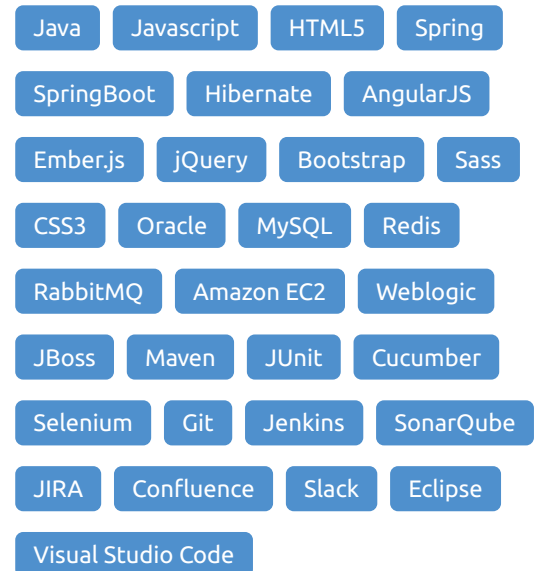 Java Javascript HTML5 Spring
SpringBoot Hibernate AngularJS
Ember.js jQuery Bootstrap Sass
CSS3 Oracle MySQL Redis
RabbitMQ Amazon EC2 Weblogic
JBoss Maven JUnit Cucumber
Selenium Git Jenkins SonarQube
JIRA Confluence Slack Eclipse
Visual Studio Code